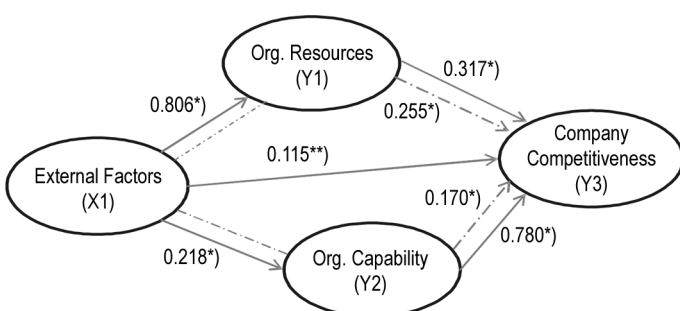 Org. Resources
(Y1)
0.317*)
0.806*)
0.255*)
Company
Competitiveness
(Y3)
0.115**)
External Factors
(X1)
0.170*)
0.780*)
0.218*)
Org. Capability
(Y2)